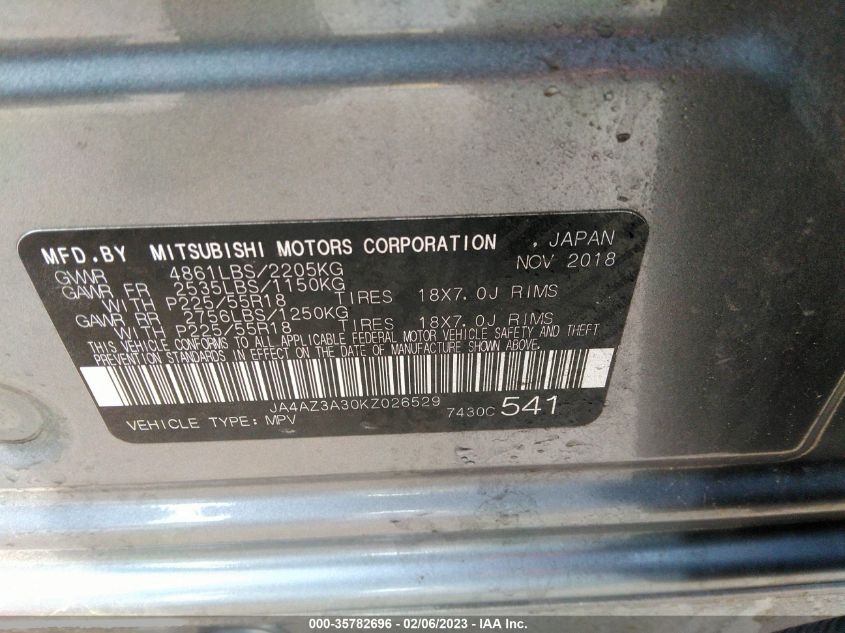 MFD.BY MITSUBISHI MOTORS CORPORATION , JAPAN
GVWR 4861LBS/2205KG NOV 2018
GAWR FR 2535LBS/1150KG
WITH P225/55R18 TIRES 18X7.0J RIMS
GAWR RR 2756LBS/1250KG
WITH P225/55R18 TIRES 18X7.0J RIMS
THIS VEHICLE CONFORMS TO ALL APPLICABLE FEDERAL MOTOR VEHICLE SAFETY AND THEFT
PREVENTION STANDARDS IN EFFECT ON THE DATE OF MANUFACTURE SHOWN ABOVE.
JA4AZ3A30KZ026529
VEHICLE TYPE: MPV 7430C 541
000-35782696 - 02/06/2023 - IAA Inc.